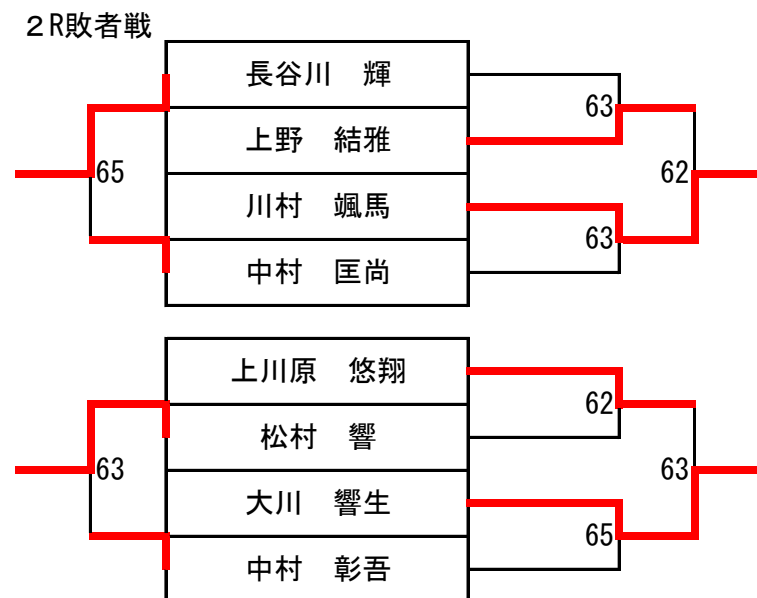 ２R敗者戦
長谷川　輝
63
上野　結雅
65
62
川村　颯馬
63
中村　匡尚
上川原　悠翔
62
松村　響
63
63
大川　響生
65
中村　彰吾